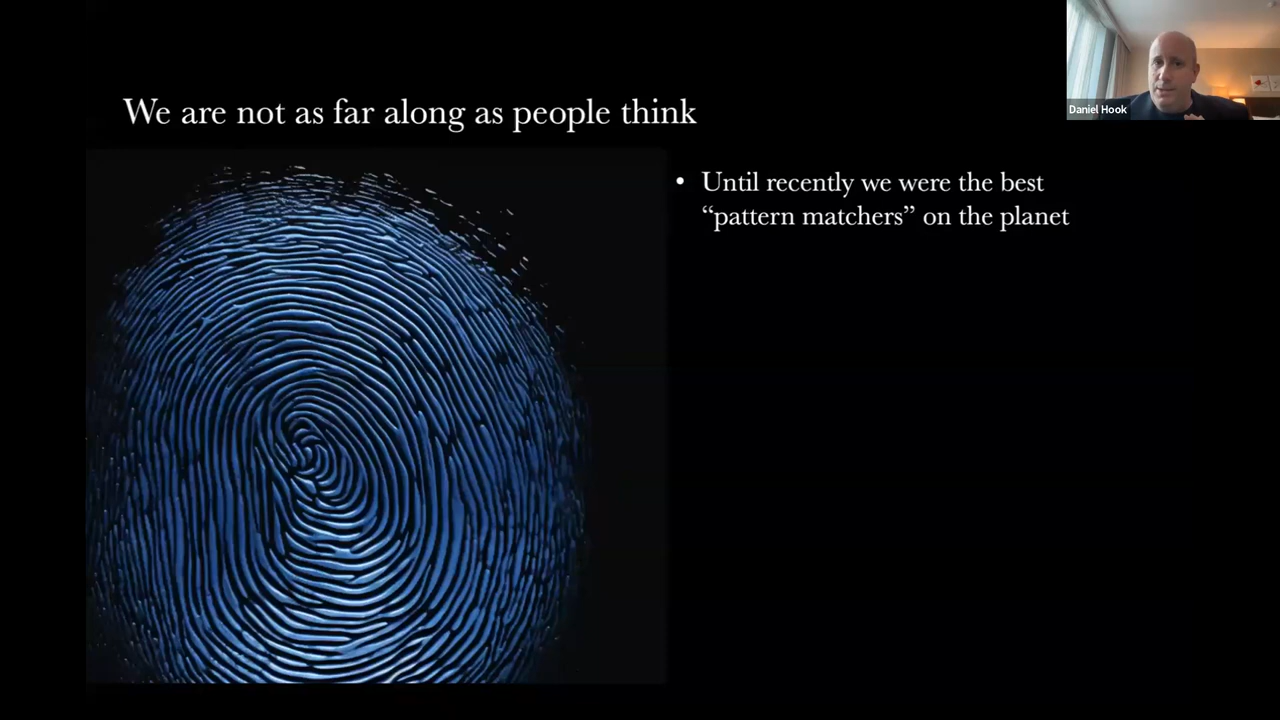 Daniel Hook
We are not as far along as people think
• Until recently we were the best
“pattern matchers” on the planet